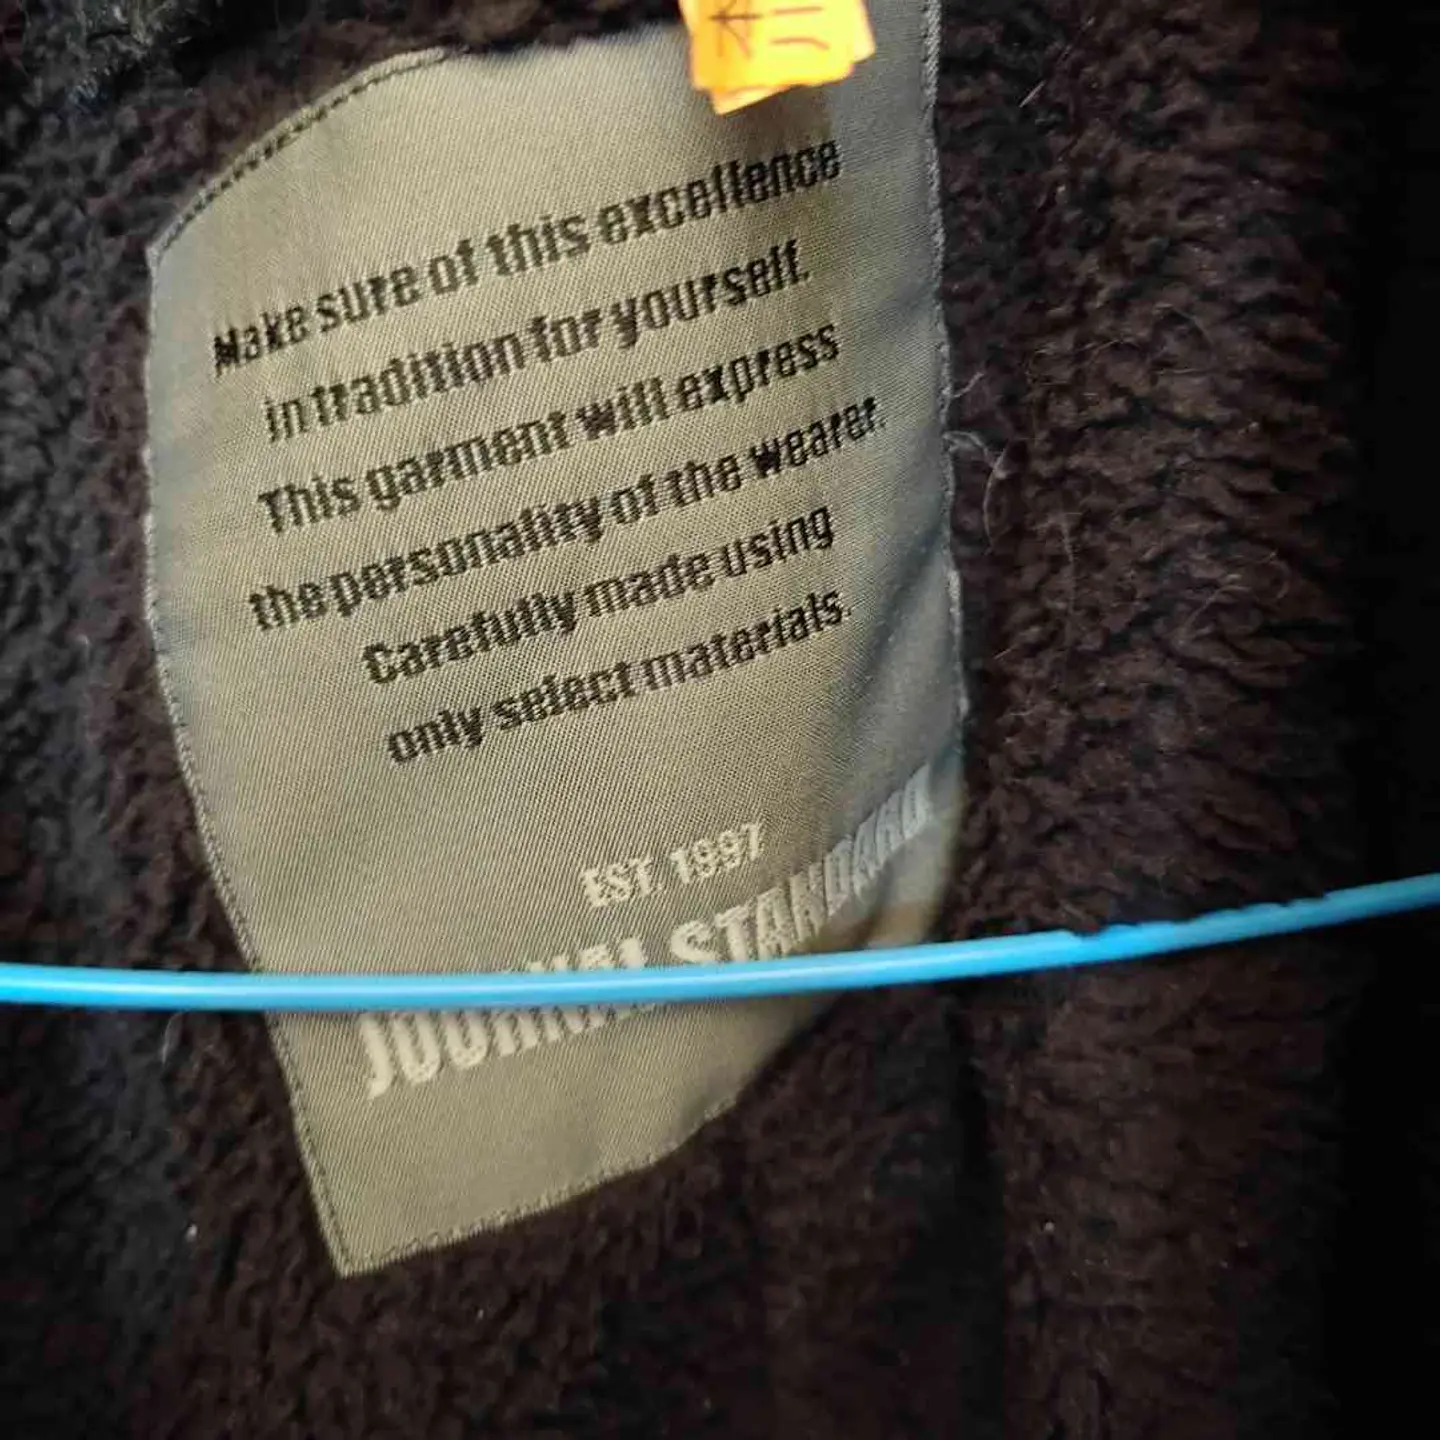 Make sure of this excellence
in tradition for yourself.
This garment will express
the personality of the wearer.
Carefully made using
only select materials.
EST. 1997
JOURNAL STANDARD